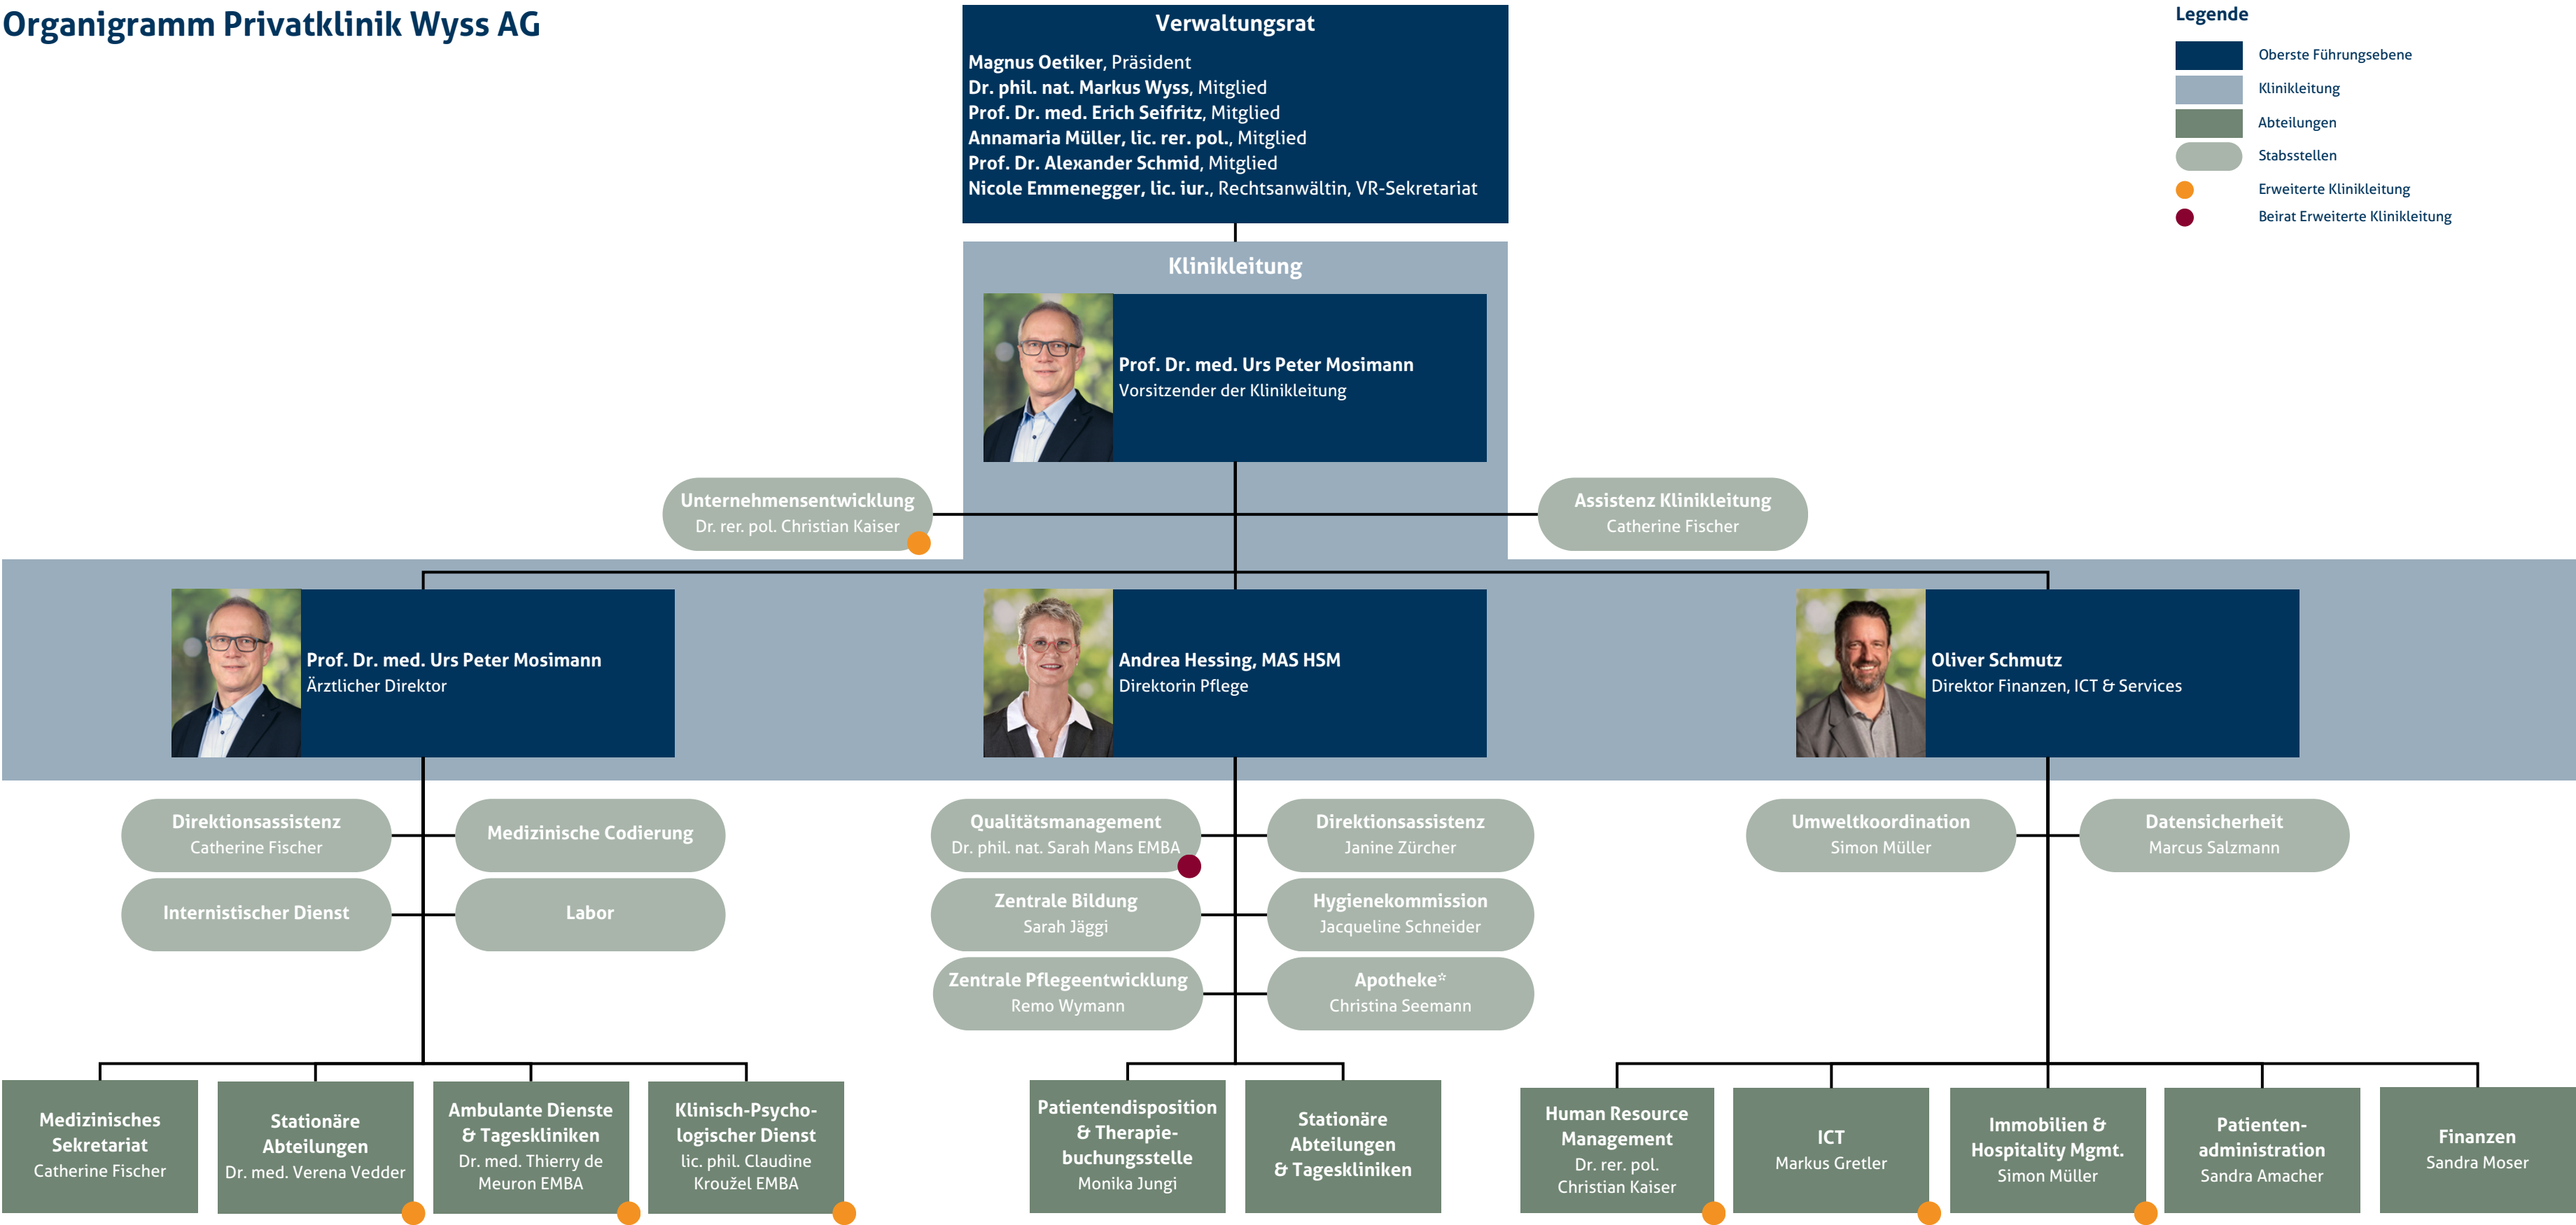 Organigramm Privatklinik Wyss AG
Verwaltungsrat
Magnus Oetiker, Präsident
Dr. phil. nat. Markus Wyss, Mitglied
Prof. Dr. med. Erich Seifritz, Mitglied
Annamaria Müller, lic. rer. pol., Mitglied
Prof. Dr. Alexander Schmid, Mitglied
Nicole Emmenegger, lic. iur., Rechtsanwältin, VR-Sekretariat
Legende
Oberste Führungsebene
Klinikleitung
Abteilungen
Stabsstellen
Erweiterte Klinikleitung
Beirat Erweiterte Klinikleitung
Klinikleitung
Prof. Dr. med. Urs Peter Mosimann
Vorsitzender der Klinikleitung
Unternehmensentwicklung
Dr. rer. pol. Christian Kaiser
Assistenz Klinikleitung
Catherine Fischer
Prof. Dr. med. Urs Peter Mosimann
Ärztlicher Direktor
Andrea Hessing, MAS HSM
Direktorin Pflege
Oliver Schmutz
Direktor Finanzen, ICT & Services
Direktionsassistenz
Catherine Fischer
Medizinische Codierung
Internistischer Dienst
Labor
Qualitätsmanagement
Dr. phil. nat. Sarah Mans EMBA
Direktionsassistenz
Janine Zürcher
Zentrale Bildung
Sarah Jäggi
Hygienekommission
Jacqueline Schneider
Zentrale Pflegeentwicklung
Remo Wymann
Apotheke*
Christina Seemann
Umweltkoordination
Simon Müller
Datensicherheit
Marcus Salzmann
Medizinisches
Sekretariat
Catherine Fischer
Stationäre
Abteilungen
Dr. med. Verena Vedder
Ambulante Dienste
& Tageskliniken
Dr. med. Thierry de
Meuron EMBA
Klinisch-Psycho-
logischer Dienst
lic. phil. Claudine
Kroužel EMBA
Patientendisposition
& Therapie-
buchungsstelle
Monika Jungi
Stationäre
Abteilungen
& Tageskliniken
Human Resource
Management
Dr. rer. pol.
Christian Kaiser
ICT
Markus Gretler
Immobilien &
Hospitality Mgmt.
Simon Müller
Patienten-
administration
Sandra Amacher
Finanzen
Sandra Moser